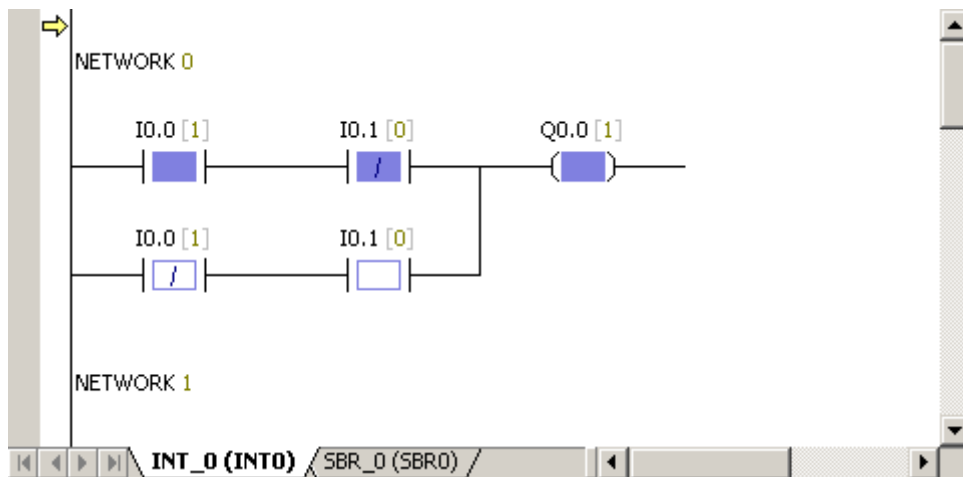 NETWORK 0
I0.0 [1] I0.1 [0] Q0.0 [1]
/
I0.0 [1] I0.1 [0]
/
NETWORK 1
INT_0 (INT0) SBR_0 (SBR0)